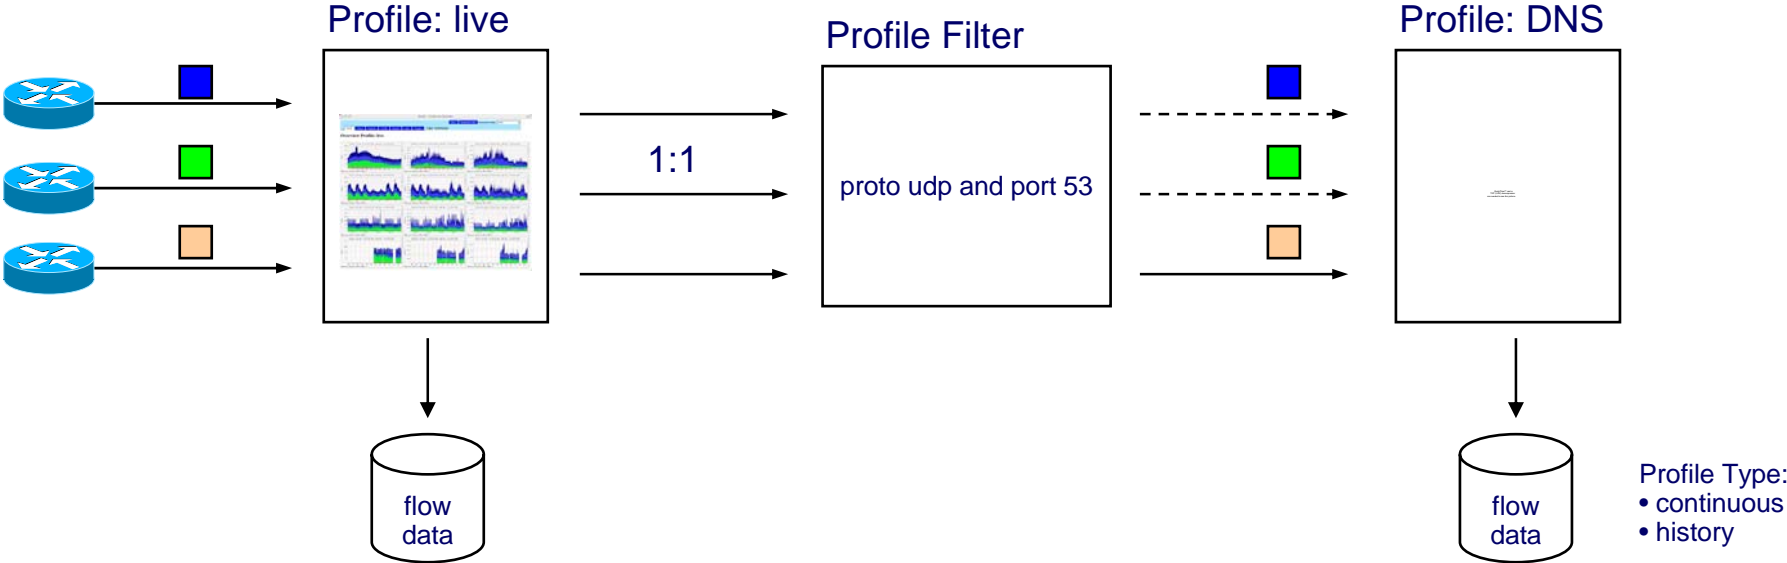 Profile: live
Profile Filter
Profile: DNS
1:1
proto udp and port 53
flow
data
flow
data
Profile Type:
• continuous
• history